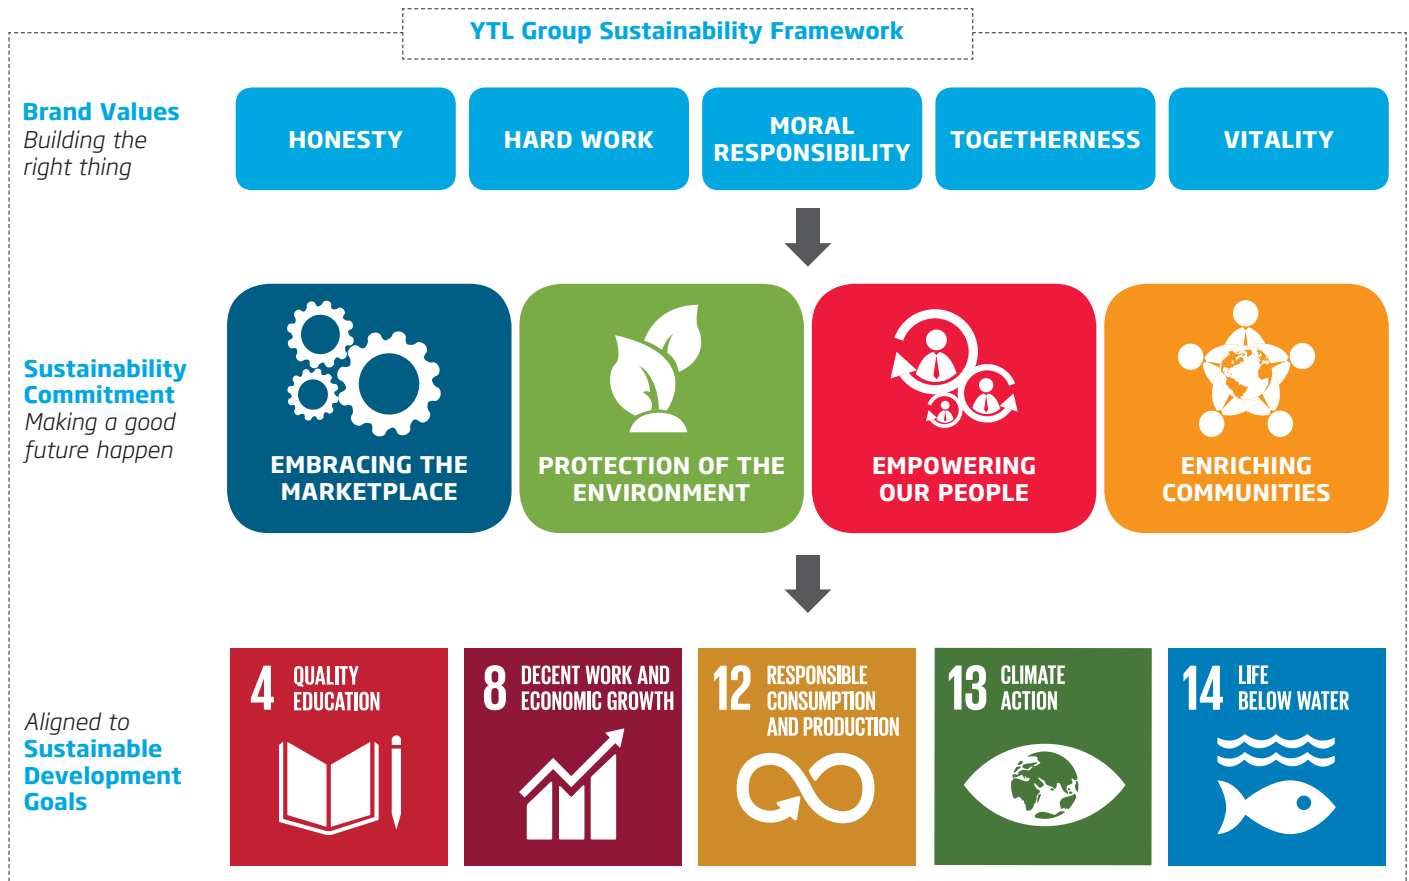 YTL Group Sustainability Framework
Brand Values
Building the
right thing
HONESTY
HARD WORK
MORAL
RESPONSIBILITY
TOGETHERNESS
VITALITY
Sustainability
Commitment
Making a good
future happen
EMBRACING THE
MARKETPLACE
PROTECTION OF THE
ENVIRONMENT
EMPOWERING
OUR PEOPLE
ENRICHING
COMMUNITIES
Aligned to
Sustainable
Development
Goals
4 QUALITY
EDUCATION
8 DECENT WORK AND
ECONOMIC GROWTH
12 RESPONSIBLE
CONSUMPTION
AND PRODUCTION
13 CLIMATE
ACTION
14 LIFE
BELOW WATER